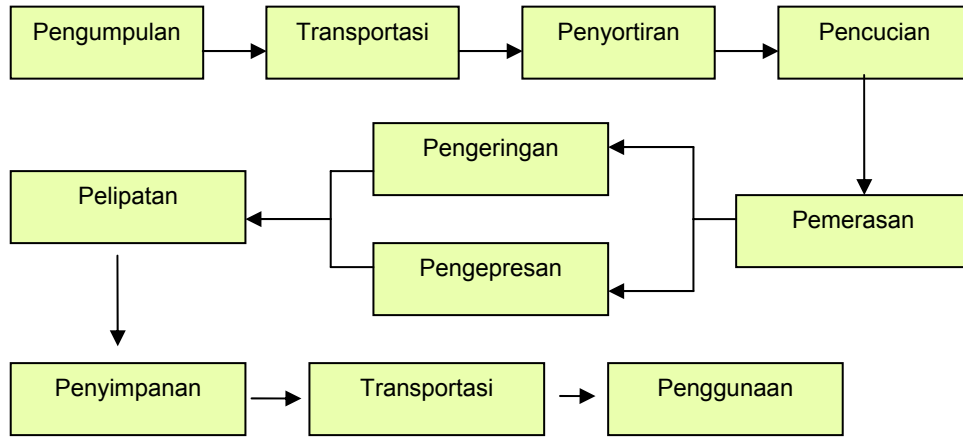 Pengumpulan
Transportasi
Penyortiran
Pencucian
Pemerasan
Pengeringan
Pengepresan
Pelipatan
Penyimpanan
Transportasi
Penggunaan